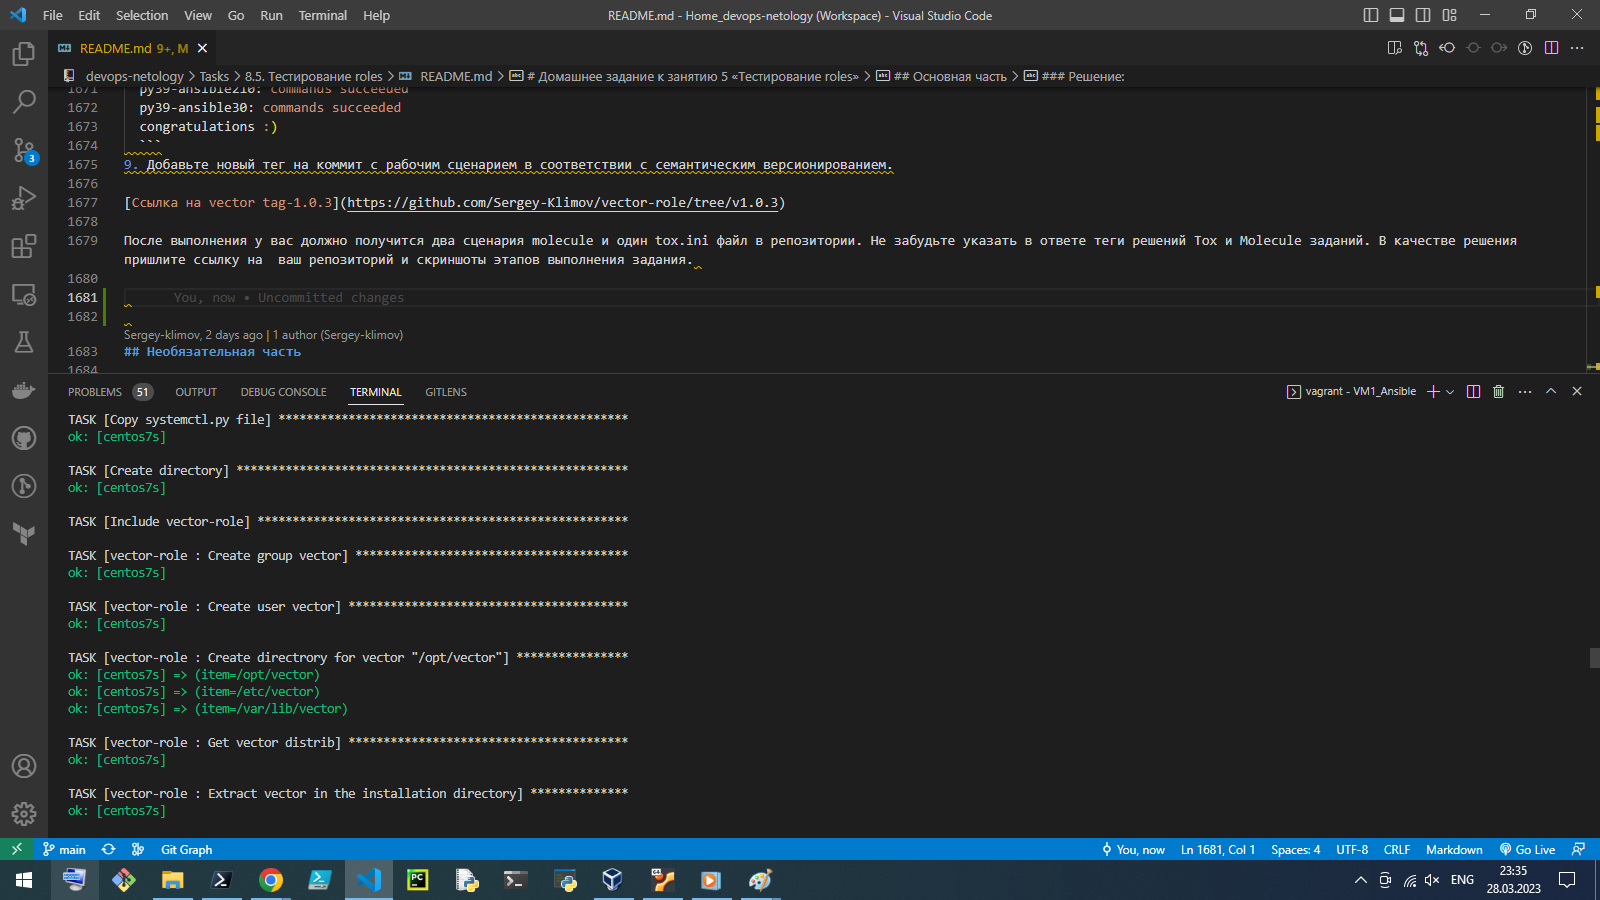 File Edit Selection View Go Run Terminal Help
README.md - Home_devops-netology (Workspace) - Visual Studio Code
README.md 9+, M
devops-netology > Tasks > 8.5. Тестирование roles > README.md > # Домашнее задание к занятию 5 «Тестирование roles» > ## Основная часть > ### Решение:
1671 py39-ansible210: commands succeeded
1672 py39-ansible30: commands succeeded
1673 congratulations :)
1674 ```
1675 9. Добавьте новый тег на коммит с рабочим сценарием в соответствии с семантическим версионированием.
1676
1677 [Ссылка на vector tag-1.0.3](https://github.com/Sergey-Klimov/vector-role/tree/v1.0.3)
1678
1679 После выполнения у вас должно получится два сценария molecule и один tox.ini файл в репозитории. Не забудьте указать в ответе теги решений Tox и Molecule заданий. В качестве решения
пришлите ссылку на  ваш репозиторий и скриншоты этапов выполнения задания.
1680
1681 You, now • Uncommitted changes
1682
Sergey-klimov, 2 days ago | 1 author (Sergey-klimov)
1683 ## Необязательная часть
1684
PROBLEMS 51 OUTPUT DEBUG CONSOLE TERMINAL GITLENS
vagrant - VM1_Ansible
TASK [Copy systemctl.py file] **************************************************
ok: [centos7s]
TASK [Create directory] ********************************************************
ok: [centos7s]
TASK [Include vector-role] *****************************************************
TASK [vector-role : Create group vector] ***************************************
ok: [centos7s]
TASK [vector-role : Create user vector] ****************************************
ok: [centos7s]
TASK [vector-role : Create directrory for vector "/opt/vector"] ****************
ok: [centos7s] => (item=/opt/vector)
ok: [centos7s] => (item=/etc/vector)
ok: [centos7s] => (item=/var/lib/vector)
TASK [vector-role : Get vector distrib] ****************************************
ok: [centos7s]
TASK [vector-role : Extract vector in the installation directory] **************
ok: [centos7s]
3
main Git Graph You, now Ln 1681, Col 1 Spaces: 4 UTF-8 CRLF Markdown Go Live
ENG
23:35
28.03.2023